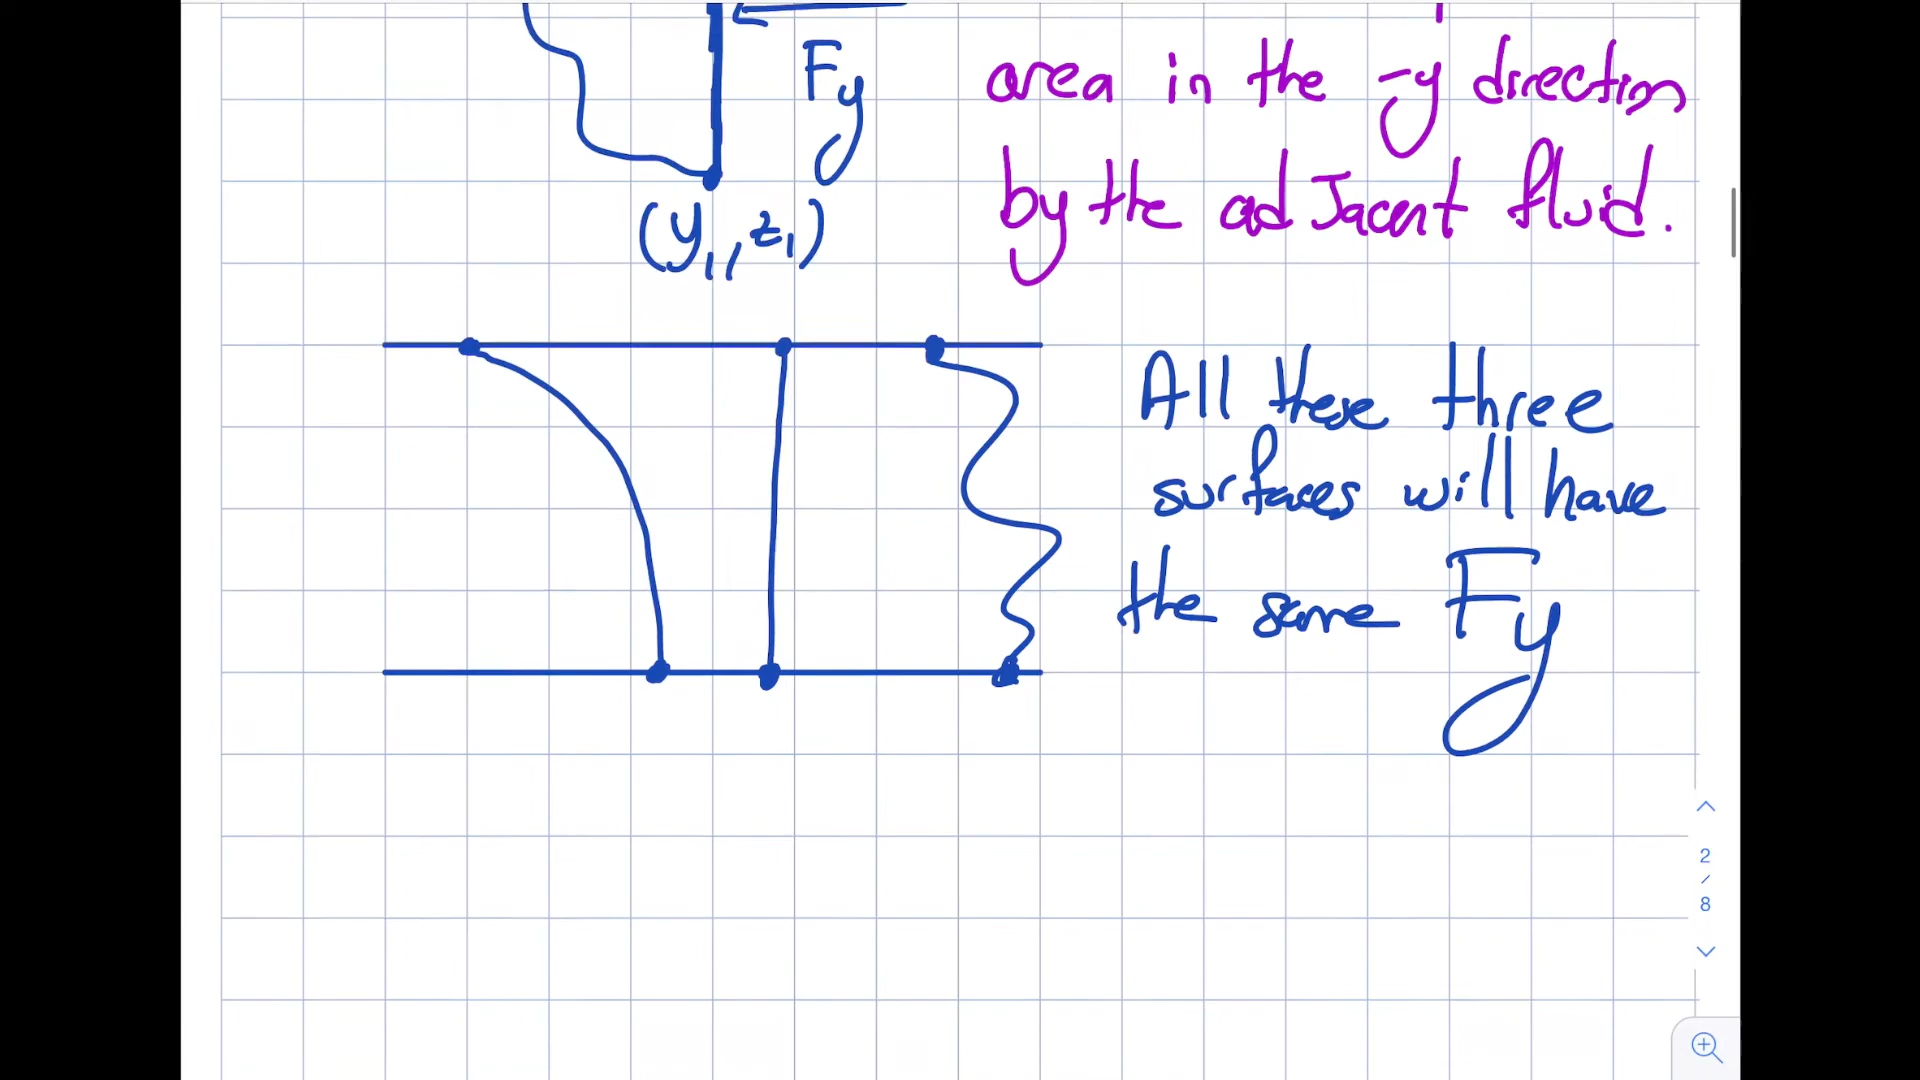 Fy
area in the -y direction
by the adJacent fluid.
(y1, z1)
All these three
surfaces will have
the same Fy
2
/
8